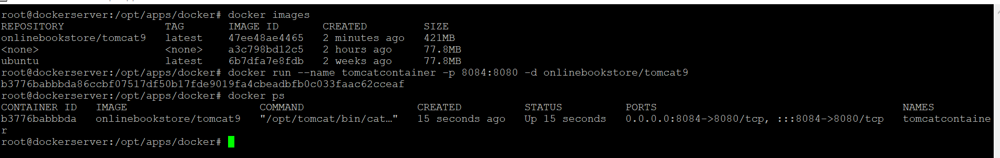 root@dockerserver:/opt/apps/docker# docker images
REPOSITORY TAG IMAGE ID CREATED SIZE
onlinebookstore/tomcat9 latest 47ee48ae4465 2 minutes ago 421MB
<none> <none> a3c798bd12c5 2 hours ago 77.8MB
ubuntu latest 6b7dfa7e8fdb 2 weeks ago 77.8MB
root@dockerserver:/opt/apps/docker# docker run --name tomcatcontainer -p 8084:8080 -d onlinebookstore/tomcat9
b3776babbbda86ccbf07517df50b17fde9019fa4cbeadbfb0c033faac62cceaf
root@dockerserver:/opt/apps/docker# docker ps
CONTAINER ID IMAGE COMMAND CREATED STATUS PORTS NAMES
b3776babbbda onlinebookstore/tomcat9 "/opt/tomcat/bin/cat…" 15 seconds ago Up 15 seconds 0.0.0.0:8084->8080/tcp, :::8084->8080/tcp tomcatcontaine
r
root@dockerserver:/opt/apps/docker#